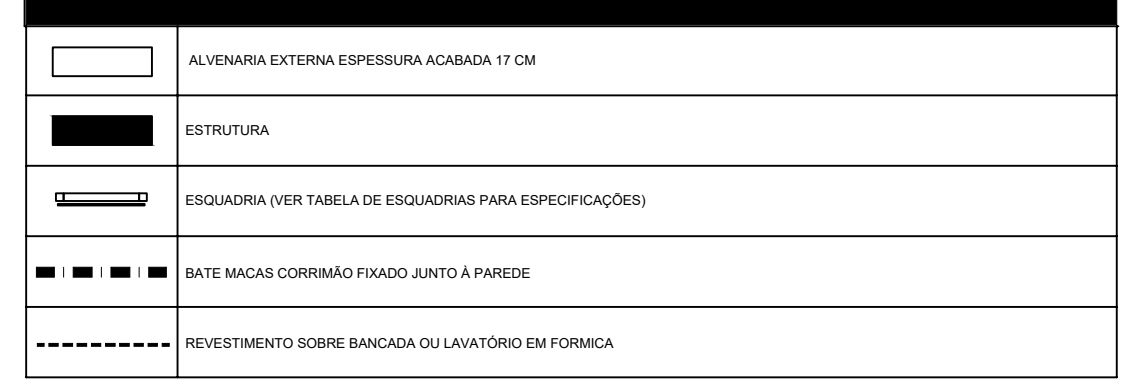 ALVENARIA EXTERNA ESPESSURA ACABADA 17 CM
ESTRUTURA
ESQUADRIA (VER TABELA DE ESQUADRIAS PARA ESPECIFICAÇÕES)
BATE MACAS CORRIMÃO FIXADO JUNTO À PAREDE
REVESTIMENTO SOBRE BANCADA OU LAVATÓRIO EM FORMICA